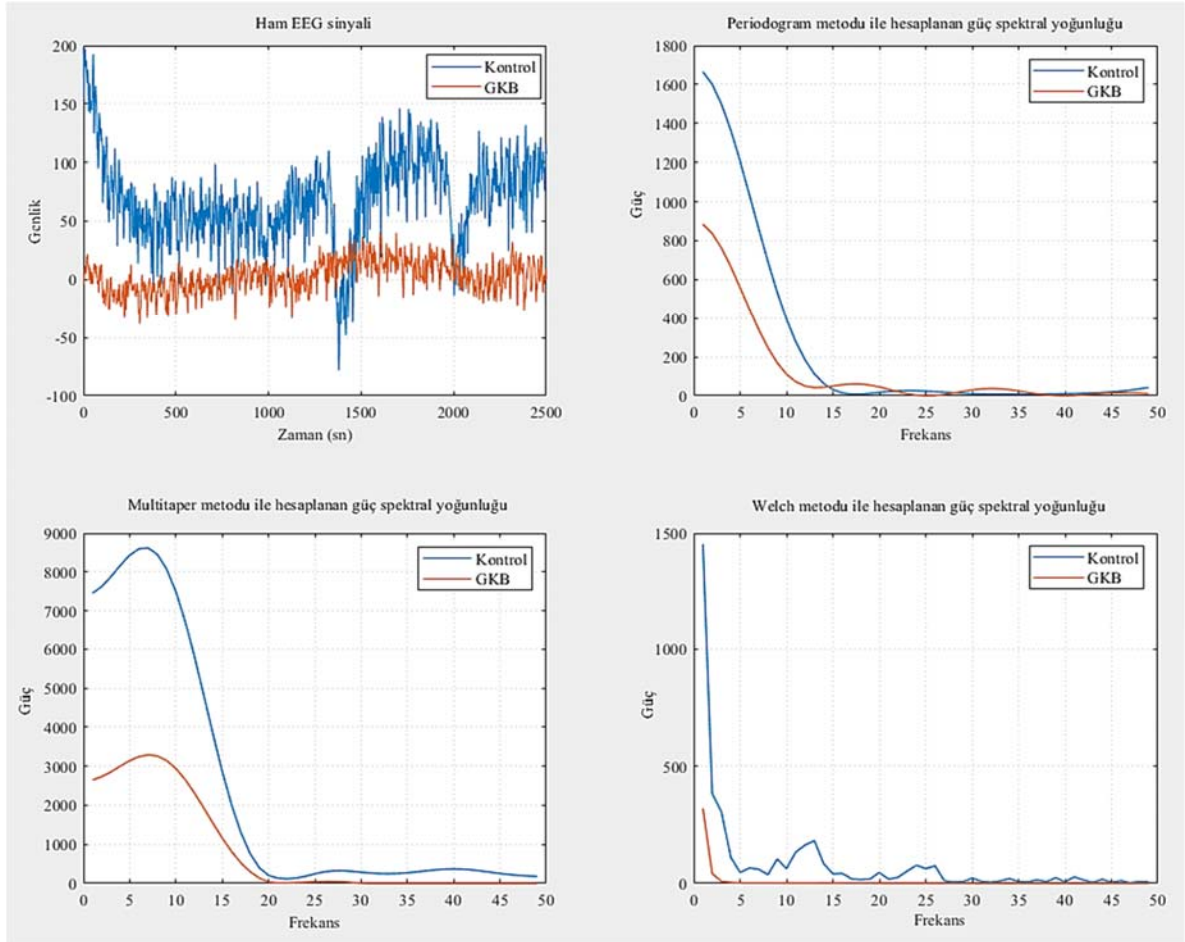 Ham EEG sinyali
200
150
100
50
0
-50
-100
Genlik
Kontrol
GKB
0 500 1000 1500 2000 2500
Zaman (sn)
Periodogram metodu ile hesaplanan güç spektral yoğunluğu
1800
1600
1400
1200
1000
800
600
400
200
0
Güç
Kontrol
GKB
0 5 10 15 20 25 30 35 40 45 50
Frekans
Multitaper metodu ile hesaplanan güç spektral yoğunluğu
9000
8000
7000
6000
5000
4000
3000
2000
1000
0
Güç
Kontrol
GKB
0 5 10 15 20 25 30 35 40 45 50
Frekans
Welch metodu ile hesaplanan güç spektral yoğunluğu
1500
1000
500
0
Güç
Kontrol
GKB
0 5 10 15 20 25 30 35 40 45 50
Frekans